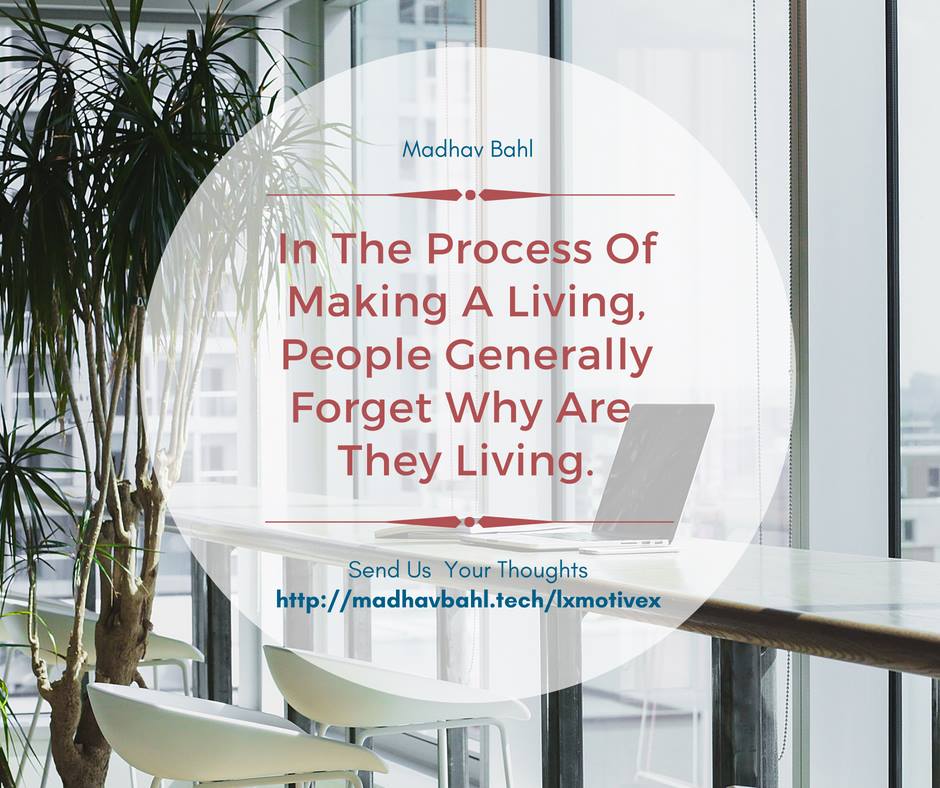 Madhav Bahl
In The Process Of
Making A Living,
People Generally
Forget Why Are
They Living.
Send Us  Your Thoughts
http://madhavbahl.tech/lxmotivex